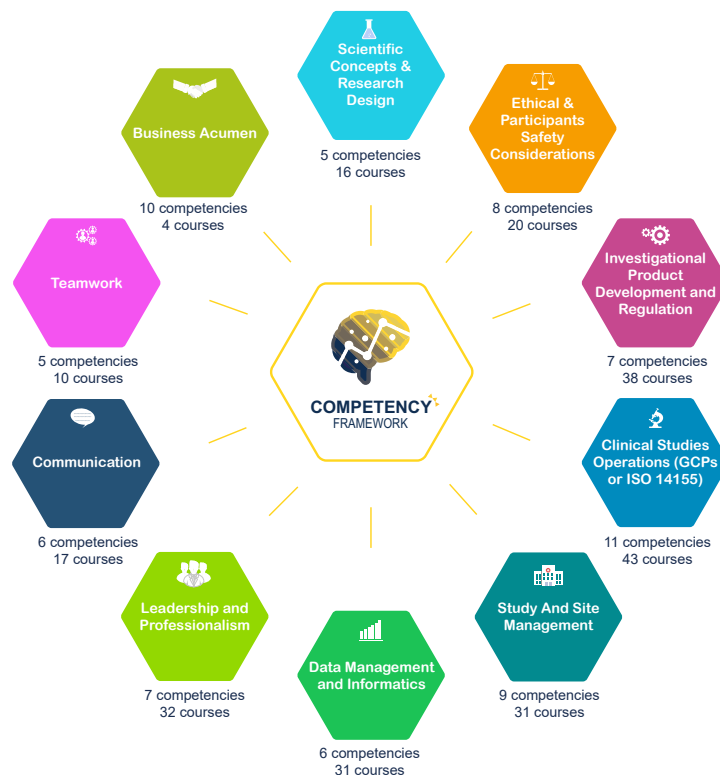 Scientific
Concepts &
Research
Design
5 competencies
16 courses
Ethical &
Participants
Safety
Considerations
8 competencies
20 courses
Investigational
Product
Development and
Regulation
7 competencies
38 courses
Clinical Studies
Operations (GCPs
or ISO 14155)
11 competencies
43 courses
Study And Site
Management
9 competencies
31 courses
Data Management
and Informatics
6 competencies
31 courses
Leadership and
Professionalism
7 competencies
32 courses
Communication
6 competencies
17 courses
Teamwork
5 competencies
10 courses
Business Acumen
10 competencies
4 courses
COMPETENCY
FRAMEWORK